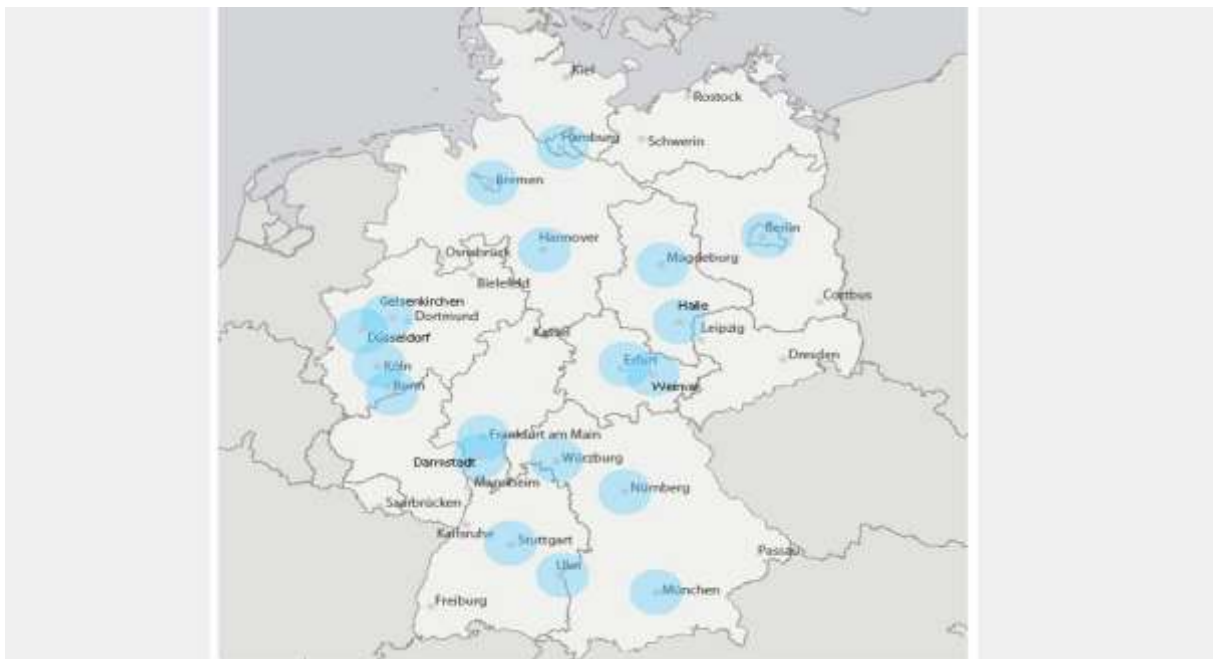 Kiel
Rostock
Hamburg
Schwerin
Bremen
Berlin
Hannover
Osnabrück
Magdeburg
Bielefeld
Cottbus
Gelsenkirchen
Halle
Dortmund
Leipzig
Düsseldorf
Kassel
Dresden
Erfurt
Köln
Weimar
Bonn
Frankfurt am Main
Würzburg
Darmstadt
Mannheim
Nürnberg
Saarbrücken
Karlsruhe
Stuttgart
Passau
Ulm
München
Freiburg